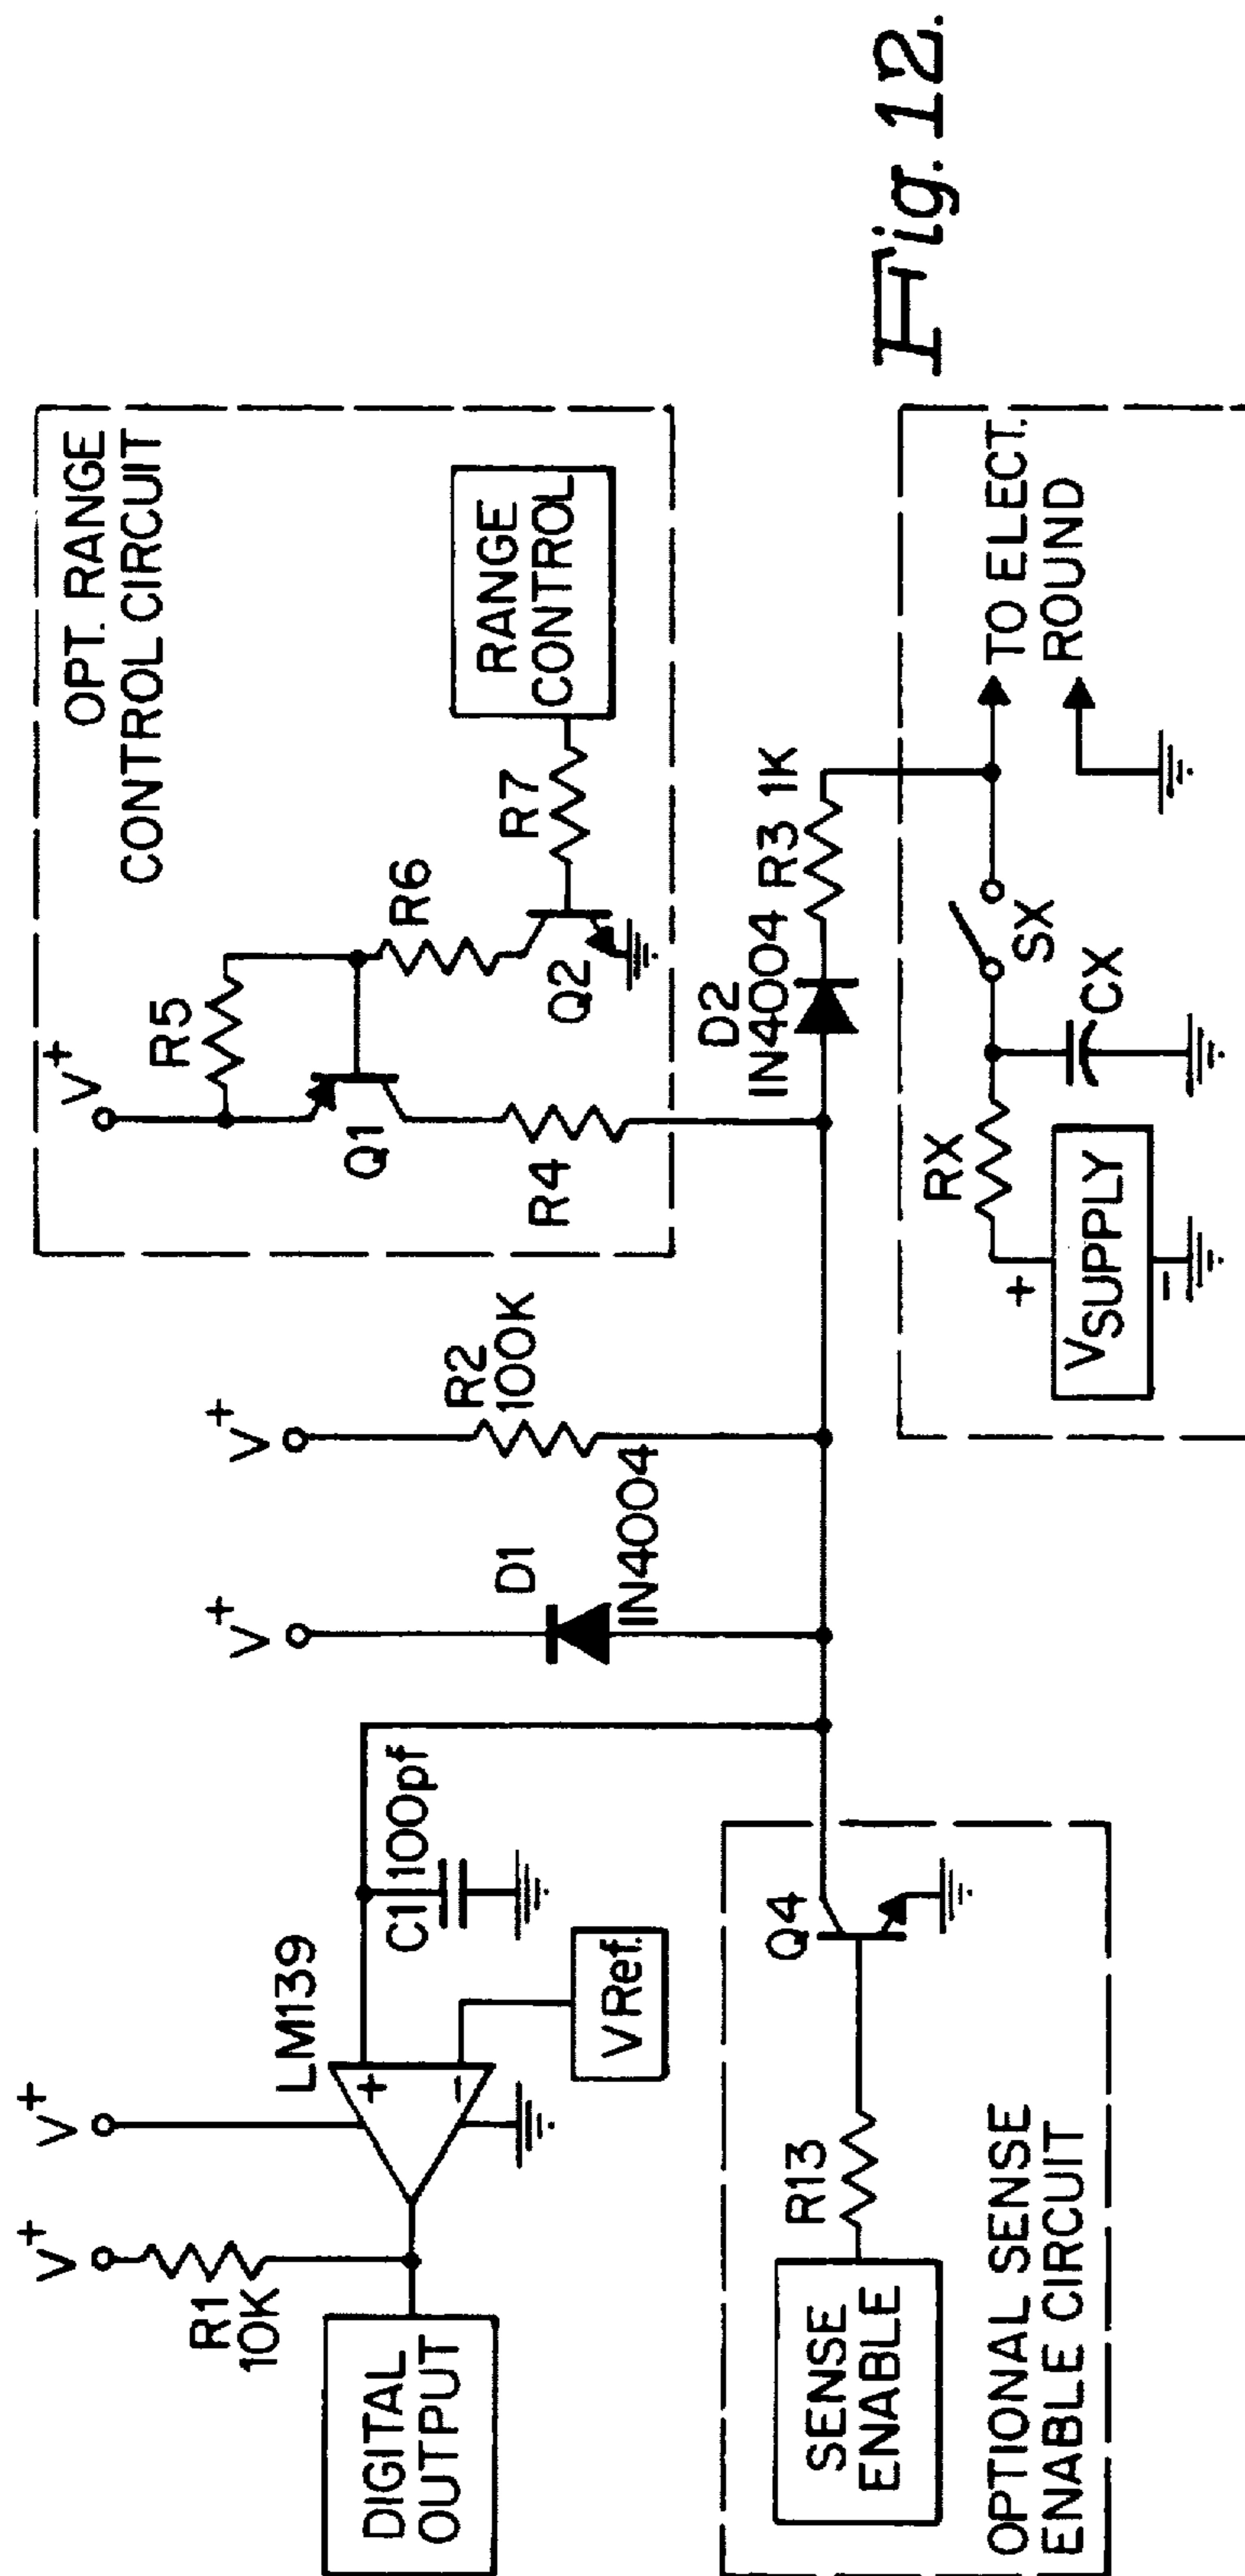 V+
R1
10K
DIGITAL
OUTPUT
V+
LM139
+
−
C1 100pf
V Ref.
V+
D1
IN4004
V+
R2
100K
OPT. RANGE
CONTROL CIRCUIT
V+
R5
Q1
R4
R6
Q2
R7
RANGE
CONTROL
D2
IN4004
R3 1K
SENSE
ENABLE
R13
Q4
OPTIONAL SENSE
ENABLE CIRCUIT
VSUPPLY
+
−
RX
CX
SX
TO ELECT.
ROUND
Fig. 12.